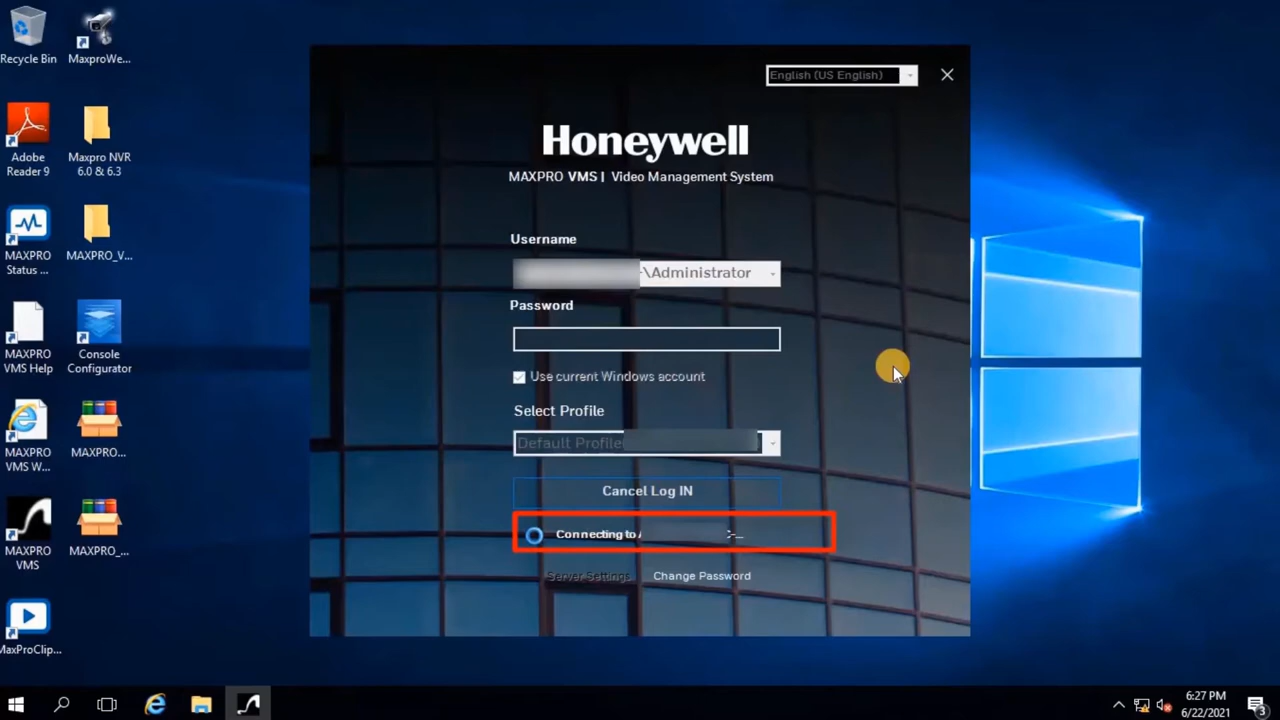 Recycle Bin
MaxproWe...
Adobe
Reader 9
Maxpro NVR
6.0 & 6.3
MAXPRO
Status ...
MAXPRO_V...
MAXPRO
VMS Help
Console
Configurator
MAXPRO
VMS W...
MAXPRO...
MAXPRO
VMS
MAXPRO_...
MaxProClip...
English (US English)
Honeywell
MAXPRO VMS | Video Management System
Username
\Administrator
Password
Use current Windows account
Select Profile
Default Profile
Cancel Log IN
Connecting to
Server Settings
Change Password
6:27 PM
6/22/2021
3